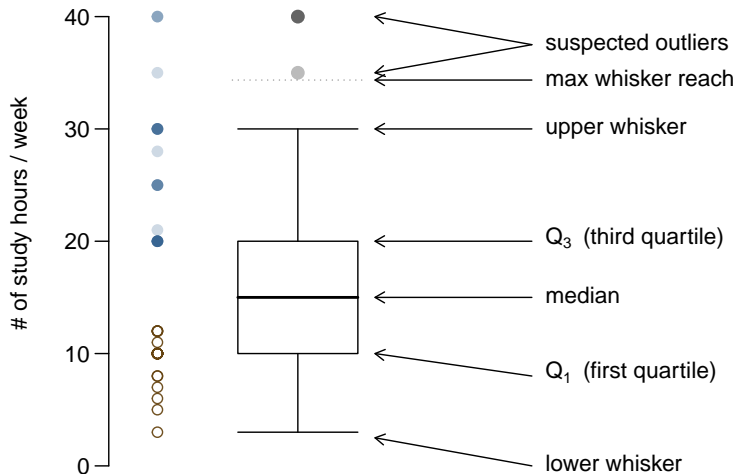 # of study hours / week
40
30
20
10
0
suspected outliers
max whisker reach
upper whisker
Q₃ (third quartile)
median
Q₁ (first quartile)
lower whisker